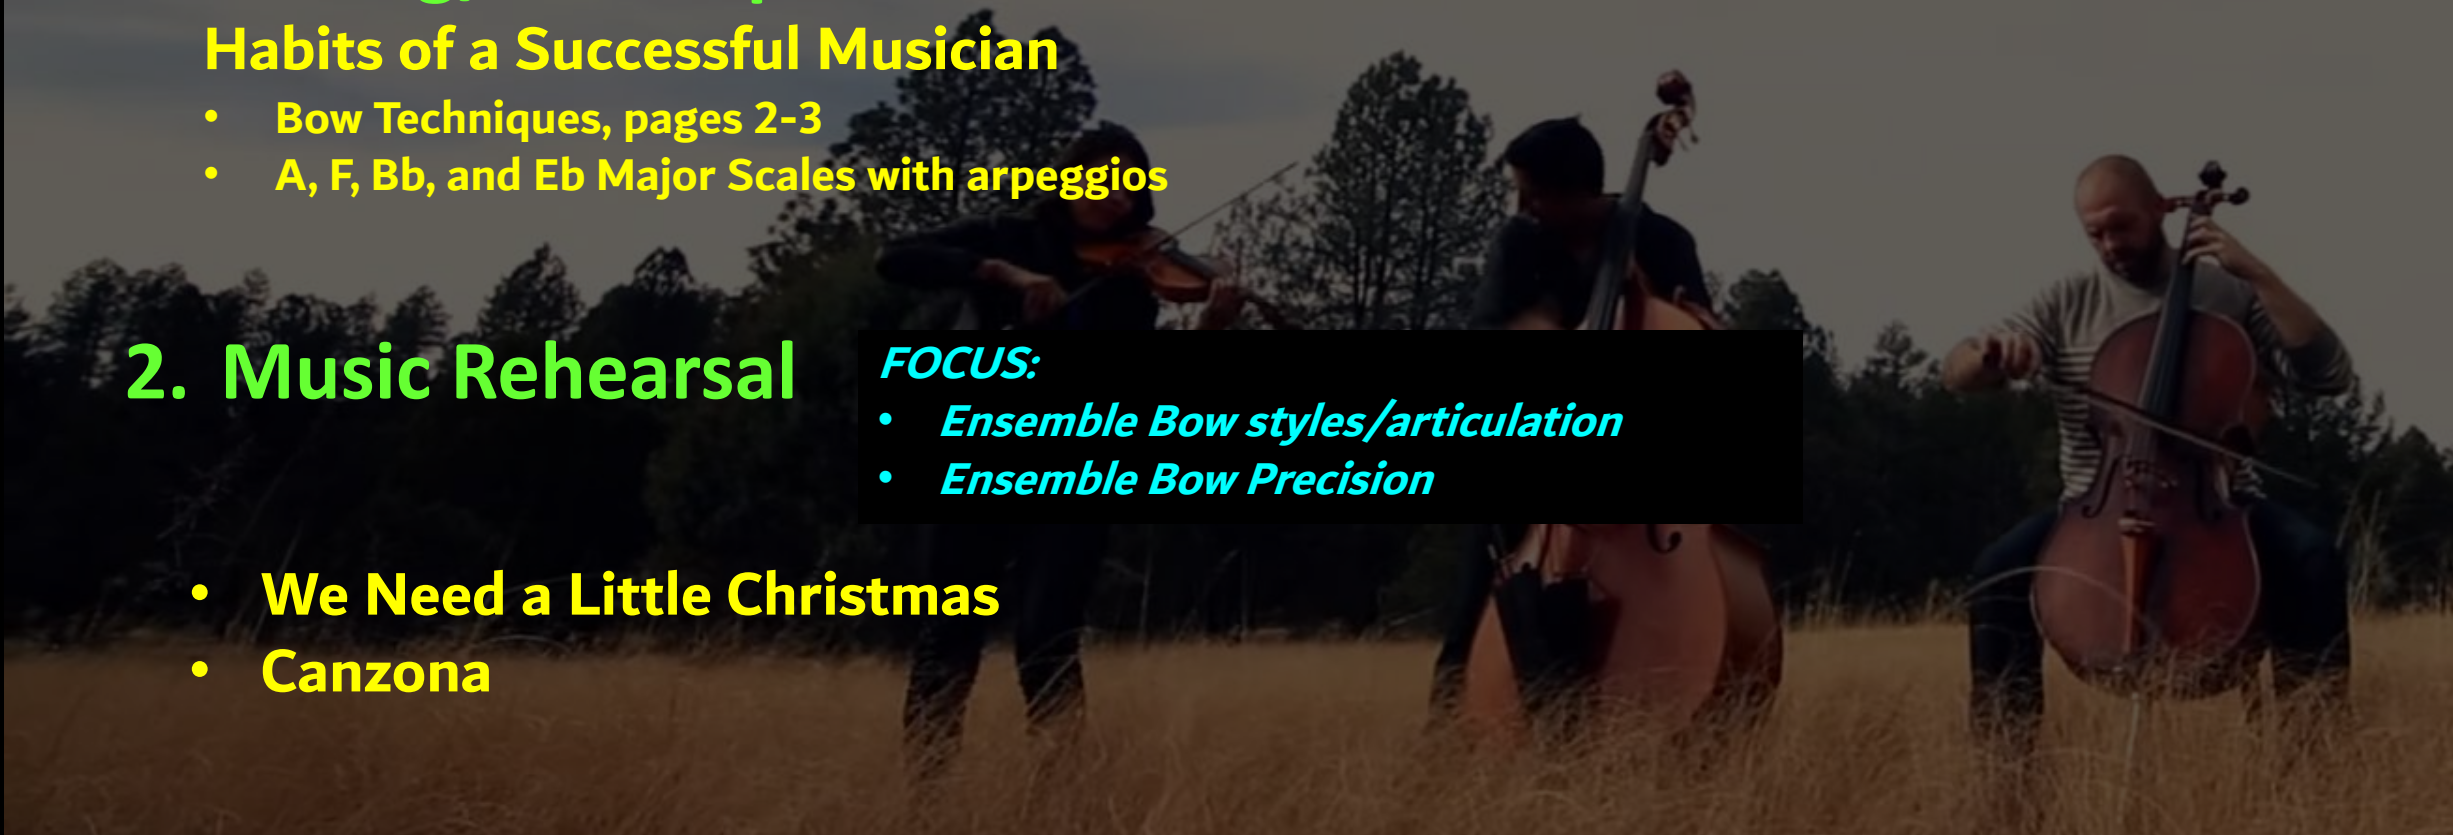 Habits of a Successful Musician
• Bow Techniques, pages 2-3
• A, F, Bb, and Eb Major Scales with arpeggios
2. Music Rehearsal
FOCUS:
• Ensemble Bow styles/articulation
• Ensemble Bow Precision
• We Need a Little Christmas
• Canzona